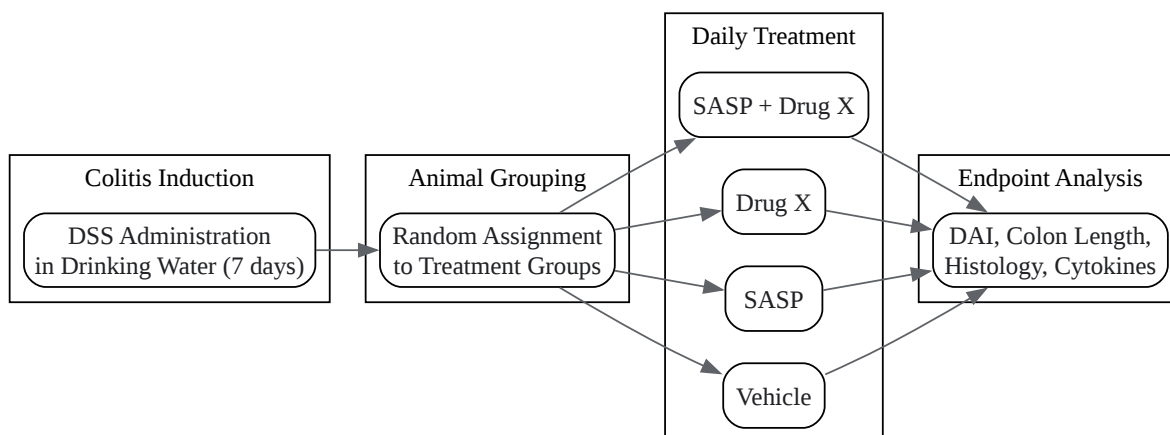 Colitis Induction
DSS Administration
in Drinking Water (7 days)
Animal Grouping
Random Assignment
to Treatment Groups
Daily Treatment
SASP + Drug X
Drug X
SASP
Vehicle
Endpoint Analysis
DAI, Colon Length,
Histology, Cytokines